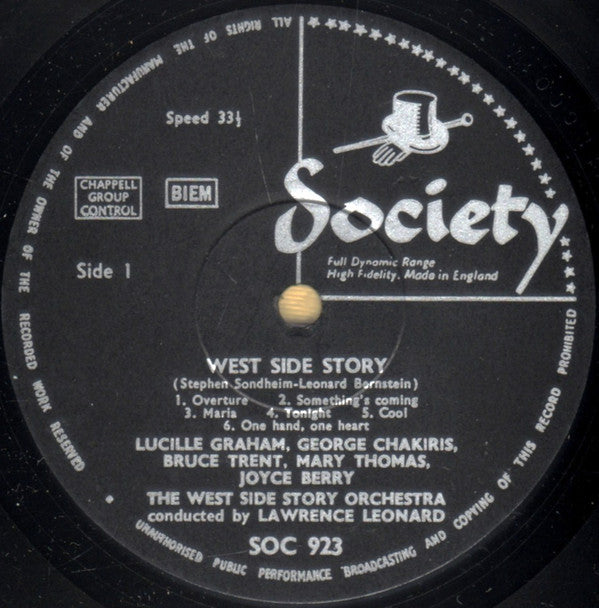 ALL RIGHTS OF THE MANUFACTURER AND OF THE OWNER OF THE RECORDED WORK RESERVED
Speed 33⅓
CHAPPELL
GROUP
CONTROL
BIEM
Society
Full Dynamic Range
High Fidelity. Made in England
Side 1
WEST SIDE STORY
(Stephen Sondheim-Leonard Bernstein)
1. Overture 2. Something's coming
3. Maria 4. Tonight 5. Cool
6. One hand, one heart
LUCILLE GRAHAM, GEORGE CHAKIRIS,
BRUCE TRENT, MARY THOMAS,
JOYCE BERRY
THE WEST SIDE STORY ORCHESTRA
conducted by LAWRENCE LEONARD
SOC 923
UNAUTHORISED PUBLIC PERFORMANCE BROADCASTING AND COPYING OF THIS RECORD PROHIBITED